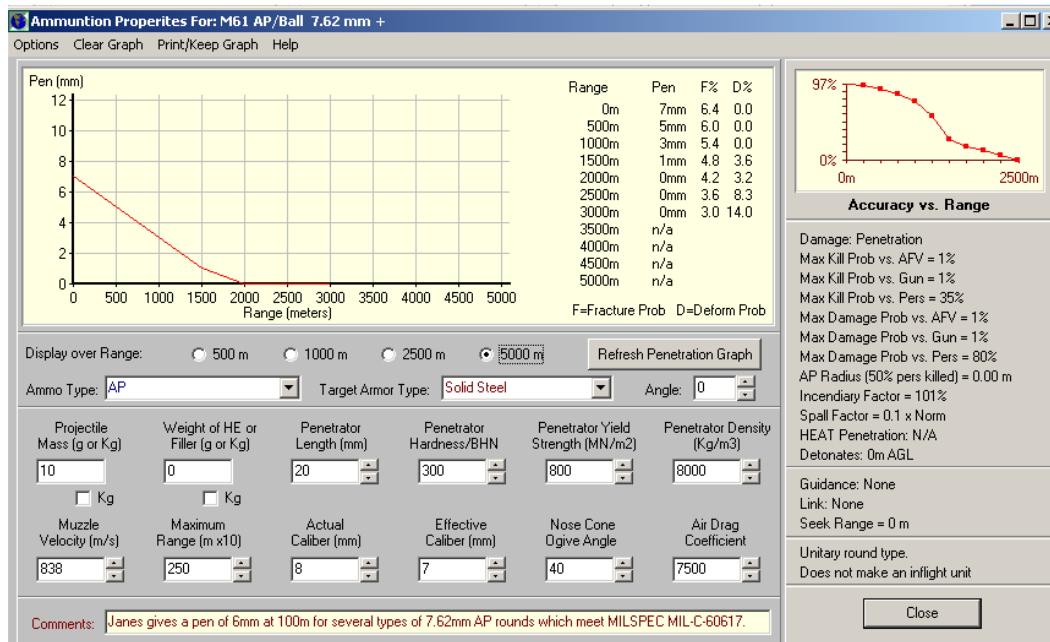 Ammuntion Properites For: M61 AP/Ball 7.62 mm +
Options Clear Graph Print/Keep Graph Help
Pen (mm)
12
10
8
6
4
2
0
0 500 1000 1500 2000 2500 3000 3500 4000 4500 5000
Range (meters)
Range Pen F% D%
0m 7mm 6.4 0.0
500m 5mm 6.0 0.0
1000m 3mm 5.4 0.0
1500m 1mm 4.8 3.6
2000m 0mm 4.2 3.2
2500m 0mm 3.6 8.3
3000m 0mm 3.0 14.0
3500m n/a
4000m n/a
4500m n/a
5000m n/a
F=Fracture Prob D=Deform Prob
Display over Range: 500 m 1000 m 2500 m 5000 m Refresh Penetration Graph
Ammo Type: AP Target Armor Type: Solid Steel Angle: 0
Projectile Mass (g or Kg)
10
Kg
Weight of HE or Filler (g or Kg)
0
Kg
Penetrator Length (mm)
20
Penetrator Hardness/BHN
300
Penetrator Yield Strength (MN/m2)
800
Penetrator Density (Kg/m3)
8000
Muzzle Velocity (m/s)
838
Maximum Range (m x10)
250
Actual Caliber (mm)
8
Effective Caliber (mm)
7
Nose Cone Ogive Angle
40
Air Drag Coefficient
7500
Comments: Janes gives a pen of 6mm at 100m for several types of 7.62mm AP rounds which meet MILSPEC MIL-C-60617.
97%
0%
0m 2500m
Accuracy vs. Range
Damage: Penetration
Max Kill Prob vs. AFV = 1%
Max Kill Prob vs. Gun = 1%
Max Kill Prob vs. Pers = 35%
Max Damage Prob vs. AFV = 1%
Max Damage Prob vs. Gun = 1%
Max Damage Prob vs. Pers = 80%
AP Radius (50% pers killed) = 0.00 m
Incendiary Factor = 101%
Spall Factor = 0.1 x Norm
HEAT Penetration: N/A
Detonates: 0m AGL
Guidance: None
Link: None
Seek Range = 0 m
Unitary round type.
Does not make an inflight unit
Close